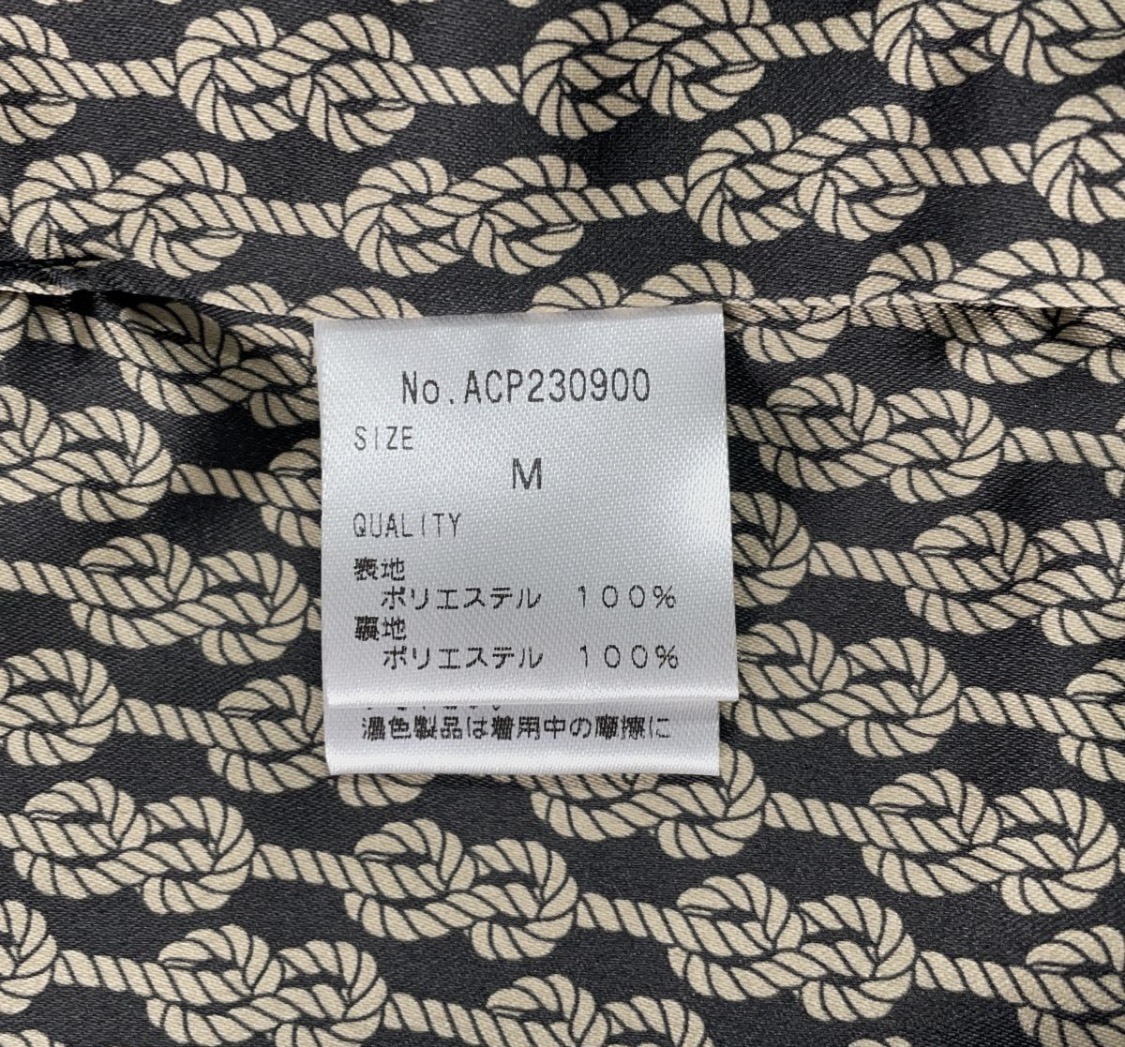 No.ACP230900
SIZE
M
QUALITY
表地
ポリエステル 100%
裏地
ポリエステル 100%
濃色製品は着用中の摩擦に